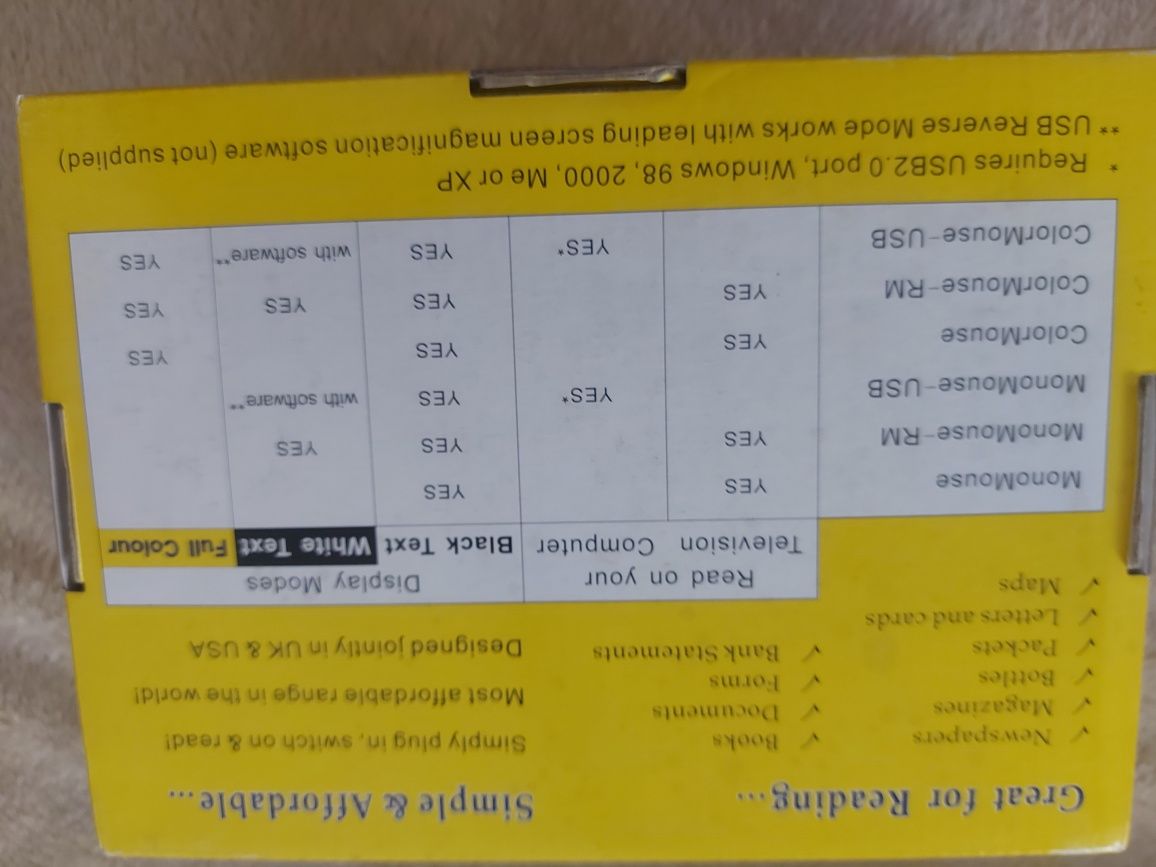 Great for Reading...
✓ Newspapers
✓ Magazines
✓ Bottles
✓ Packets
✓ Letters and cards
✓ Maps
✓ Books
✓ Documents
✓ Forms
✓ Bank Statements
Simple & Affordable...
Simply plug in, switch on & read!
Most affordable range in the world!
Designed jointly in UK & USA
Read on your Display Modes
Television Computer Black Text White Text Full Colour
MonoMouse YES YES
MonoMouse-RM YES YES YES
MonoMouse-USB YES* YES with software**
ColorMouse YES YES YES
ColorMouse-RM YES YES YES YES
ColorMouse-USB YES* YES with software** YES
* Requires USB2.0 port, Windows 98, 2000, Me or XP
** USB Reverse Mode works with leading screen magnification software (not supplied)